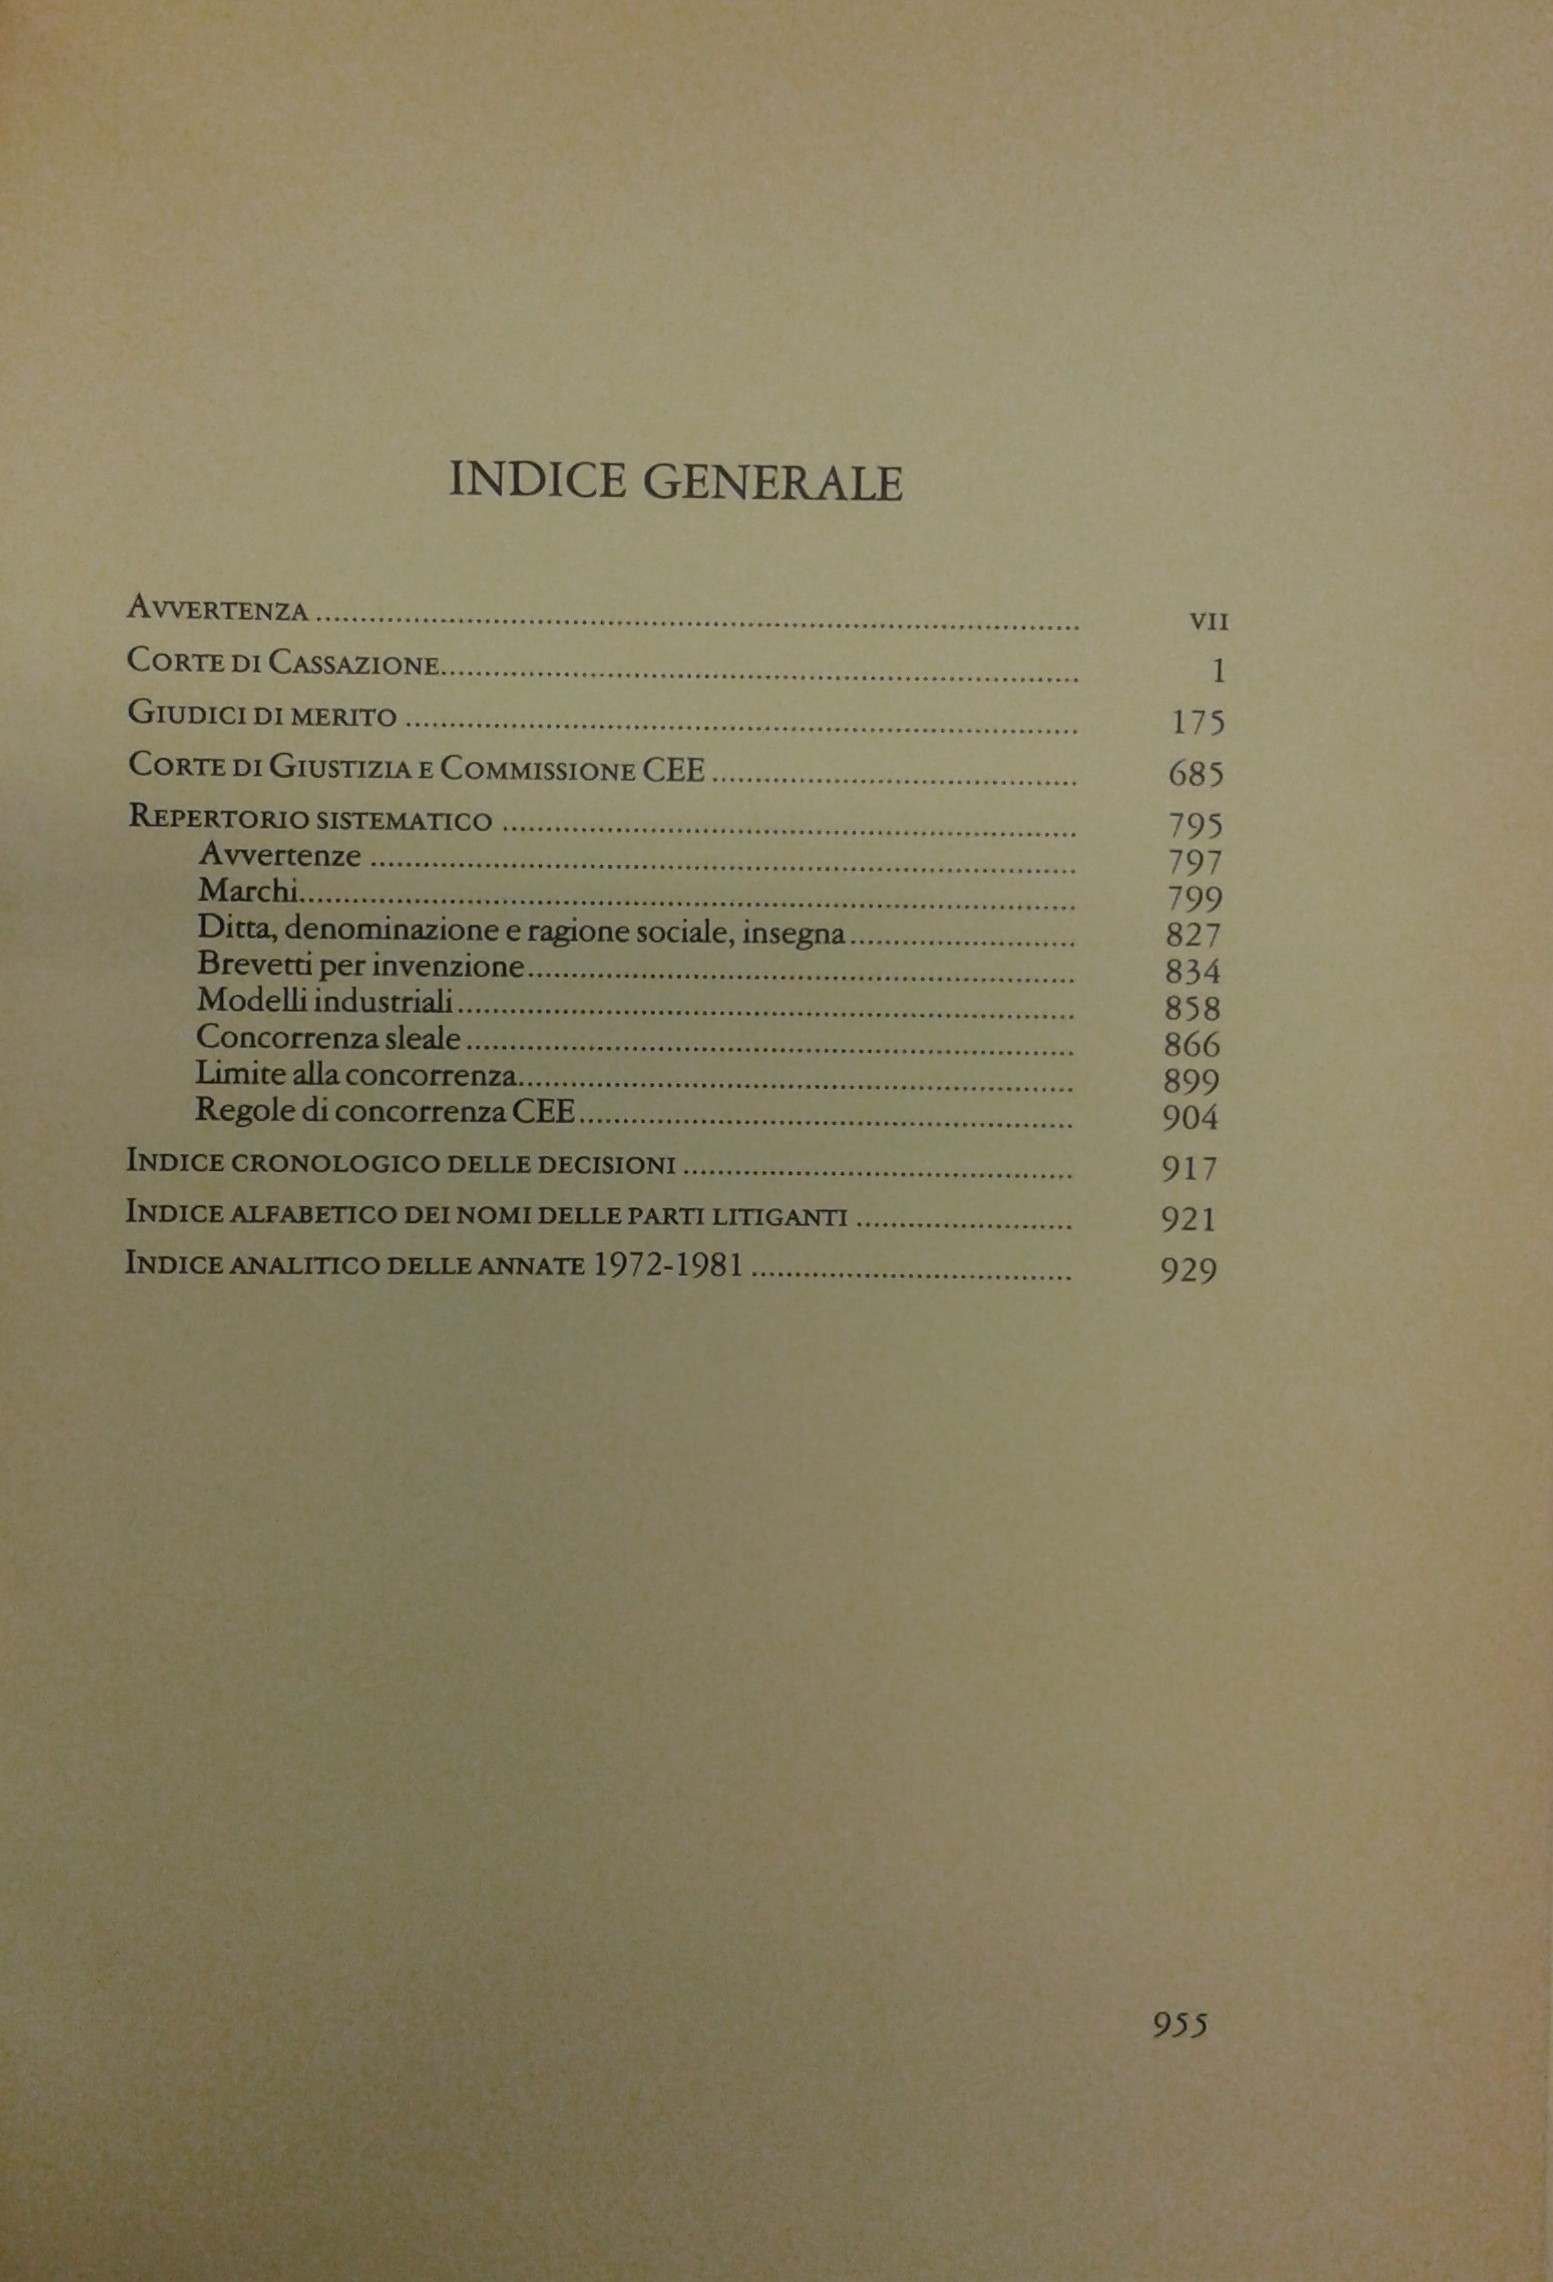 INDICE GENERALE
AVVERTENZA ........................................ VII
CORTE DI CASSAZIONE ........................................ 1
GIUDICI DI MERITO ........................................ 175
CORTE DI GIUSTIZIA E COMMISSIONE CEE ........................................ 685
REPERTORIO SISTEMATICO ........................................ 795
Avvertenze ........................................ 797
Marchi ........................................ 799
Ditta, denominazione e ragione sociale, insegna ........................................ 827
Brevetti per invenzione ........................................ 834
Modelli industriali ........................................ 858
Concorrenza sleale ........................................ 866
Limite alla concorrenza ........................................ 899
Regole di concorrenza CEE ........................................ 904
INDICE CRONOLOGICO DELLE DECISIONI ........................................ 917
INDICE ALFABETICO DEI NOMI DELLE PARTI LITIGANTI ........................................ 921
INDICE ANALITICO DELLE ANNATE 1972-1981 ........................................ 929
955